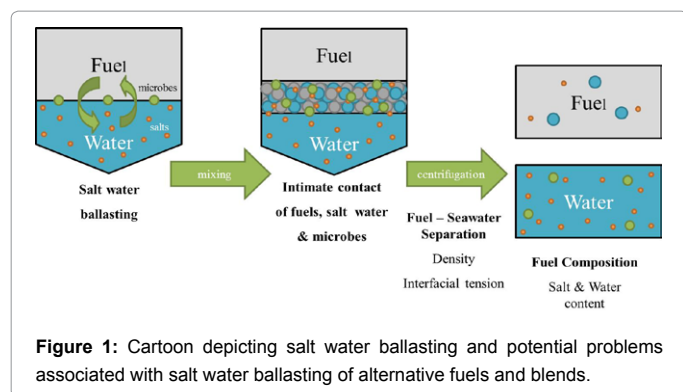 Fuel
microbes
salts
Water
Salt water
ballasting
mixing
Fuel
Water
Intimate contact
of fuels, salt water
& microbes
centrifugation
Fuel – Seawater
Separation
Density
Interfacial tension
Fuel
Water
Fuel Composition
Salt & Water
content
Figure 1: Cartoon depicting salt water ballasting and potential problems
associated with salt water ballasting of alternative fuels and blends.